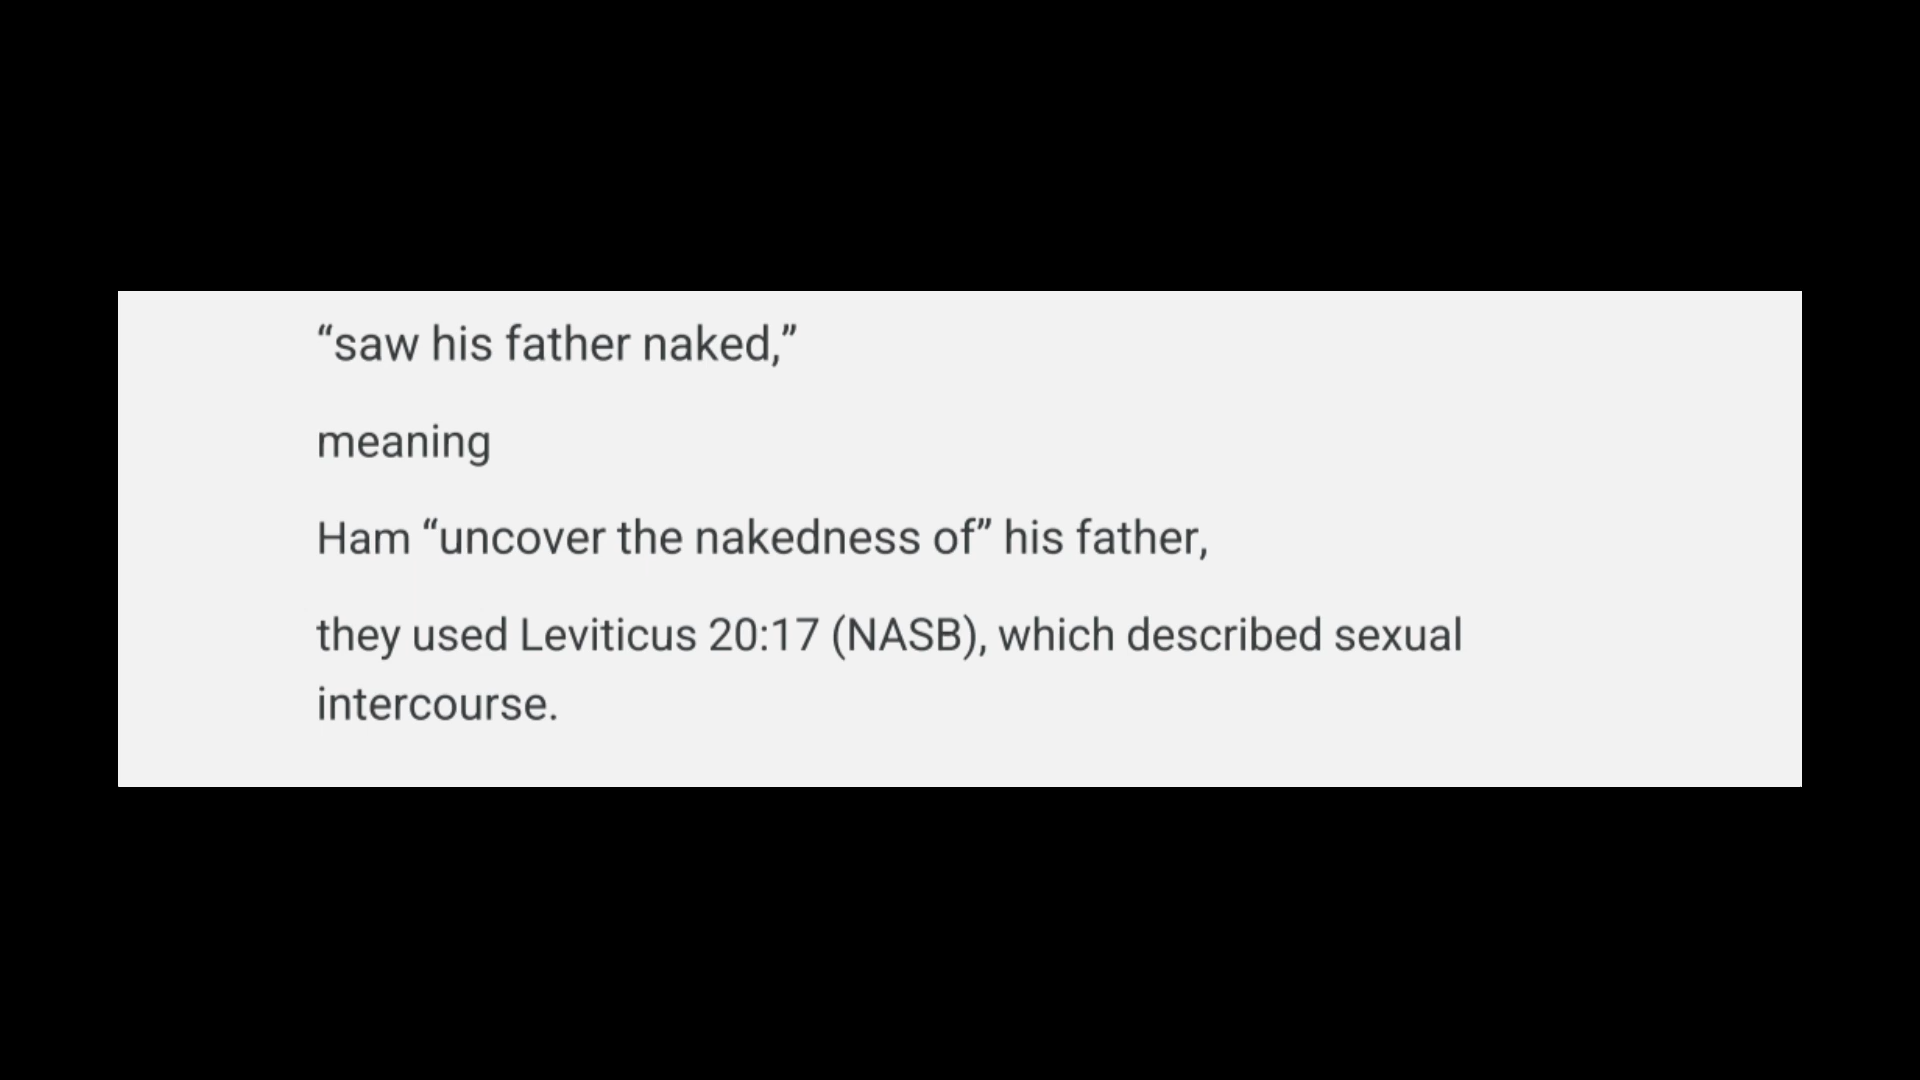 “saw his father naked,”
meaning
Ham “uncover the nakedness of” his father,
they used Leviticus 20:17 (NASB), which described sexual
intercourse.